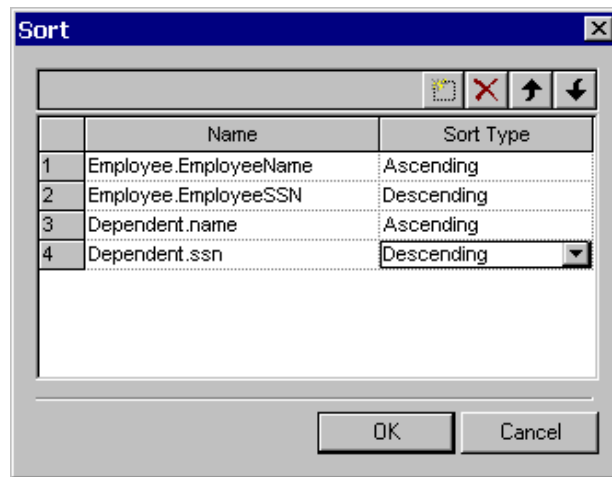 Sort
Name Sort Type
1 Employee.EmployeeName Ascending
2 Employee.EmployeeSSN Descending
3 Dependent.name Ascending
4 Dependent.ssn Descending
OK Cancel